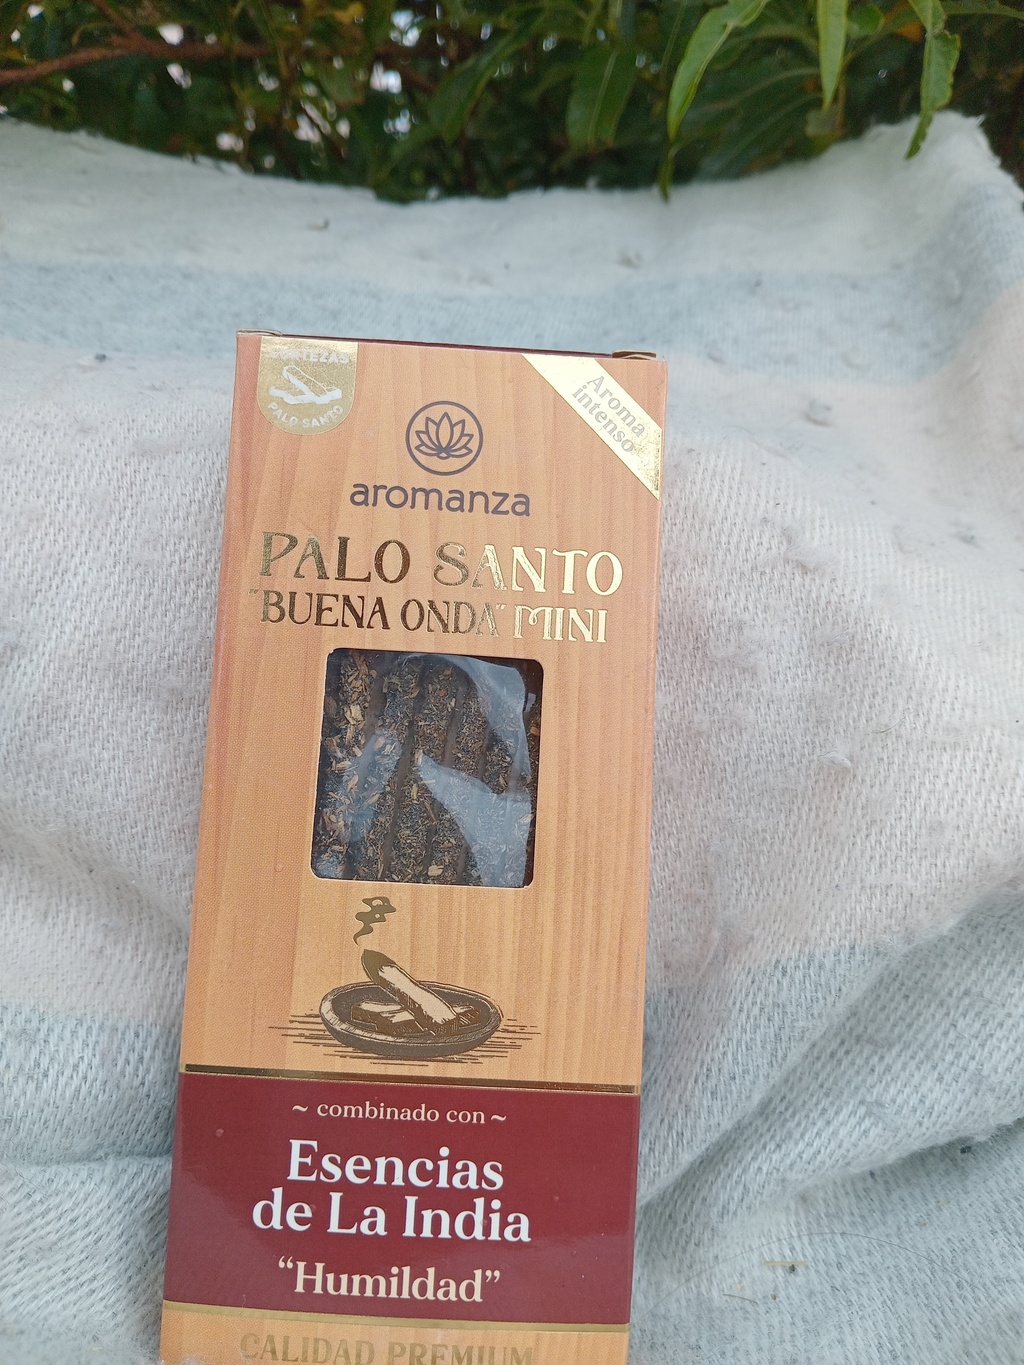 CORTEZAS
PALO SANTO
Aroma
intenso
aromanza
PALO SANTO
"BUENA ONDA" MINI
~ combinado con ~
Esencias
de La India
“Humildad”
CALIDAD PREMIUM